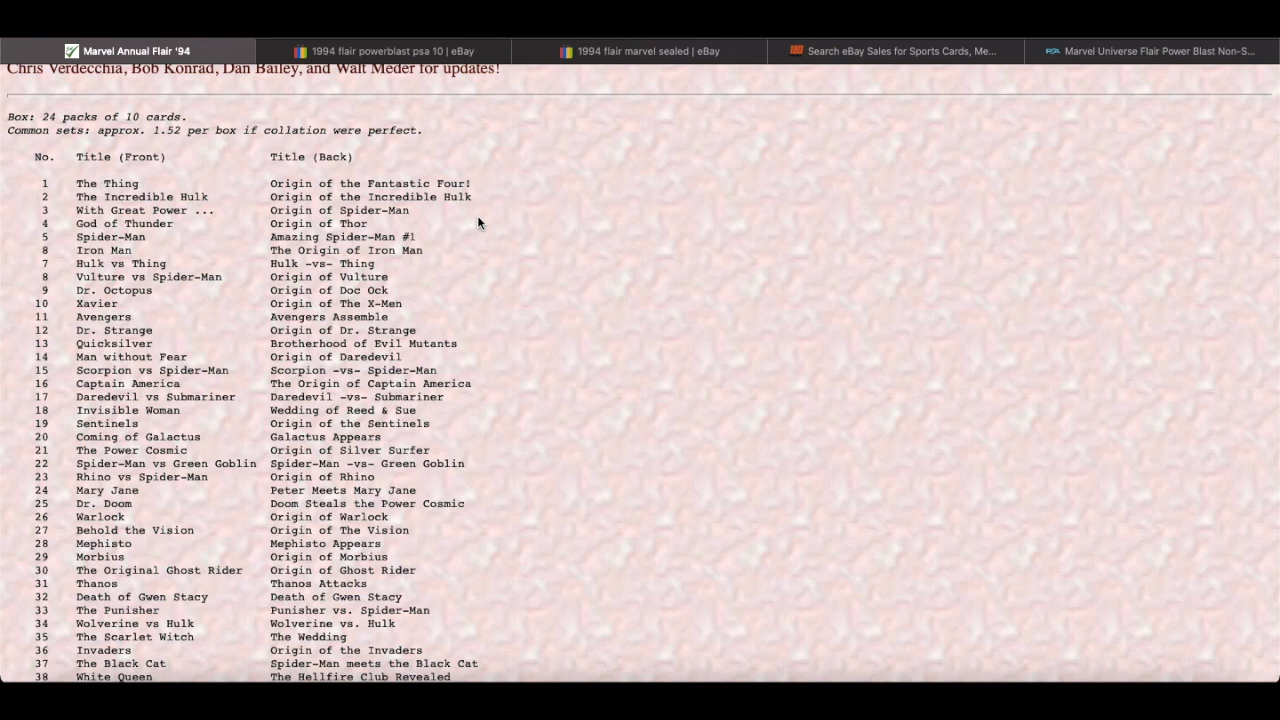 Marvel Annual Flair '94
1994 flair powerblast psa 10 | eBay
1994 flair marvel sealed | eBay
Search eBay Sales for Sports Cards, Me...
Marvel Universe Flair Power Blast Non-S...
Chris Verdecchia, Bob Konrad, Dan Bailey, and Walt Meder for updates!
Box: 24 packs of 10 cards.
Common sets: approx. 1.52 per box if collation were perfect.
No. Title (Front) Title (Back)
1 The Thing Origin of the Fantastic Four!
2 The Incredible Hulk Origin of the Incredible Hulk
3 With Great Power ... Origin of Spider-Man
4 God of Thunder Origin of Thor
5 Spider-Man Amazing Spider-Man #1
8 Iron Man The Origin of Iron Man
7 Hulk vs Thing Hulk -vs- Thing
8 Vulture vs Spider-Man Origin of Vulture
9 Dr. Octopus Origin of Doc Ock
10 Xavier Origin of The X-Men
11 Avengers Avengers Assemble
12 Dr. Strange Origin of Dr. Strange
13 Quicksilver Brotherhood of Evil Mutants
14 Man without Fear Origin of Daredevil
15 Scorpion vs Spider-Man Scorpion -vs- Spider-Man
16 Captain America The Origin of Captain America
17 Daredevil vs Submariner Daredevil -vs- Submariner
18 Invisible Woman Wedding of Reed & Sue
19 Sentinels Origin of the Sentinels
20 Coming of Galactus Galactus Appears
21 The Power Cosmic Origin of Silver Surfer
22 Spider-Man vs Green Goblin Spider-Man -vs- Green Goblin
23 Rhino vs Spider-Man Origin of Rhino
24 Mary Jane Peter Meets Mary Jane
25 Dr. Doom Doom Steals the Power Cosmic
26 Warlock Origin of Warlock
27 Behold the Vision Origin of The Vision
28 Mephisto Mephisto Appears
29 Morbius Origin of Morbius
30 The Original Ghost Rider Origin of Ghost Rider
31 Thanos Thanos Attacks
32 Death of Gwen Stacy Death of Gwen Stacy
33 The Punisher Punisher vs. Spider-Man
34 Wolverine vs Hulk Wolverine vs. Hulk
35 The Scarlet Witch The Wedding
36 Invaders Origin of the Invaders
37 The Black Cat Spider-Man meets the Black Cat
38 White Queen The Hellfire Club Revealed